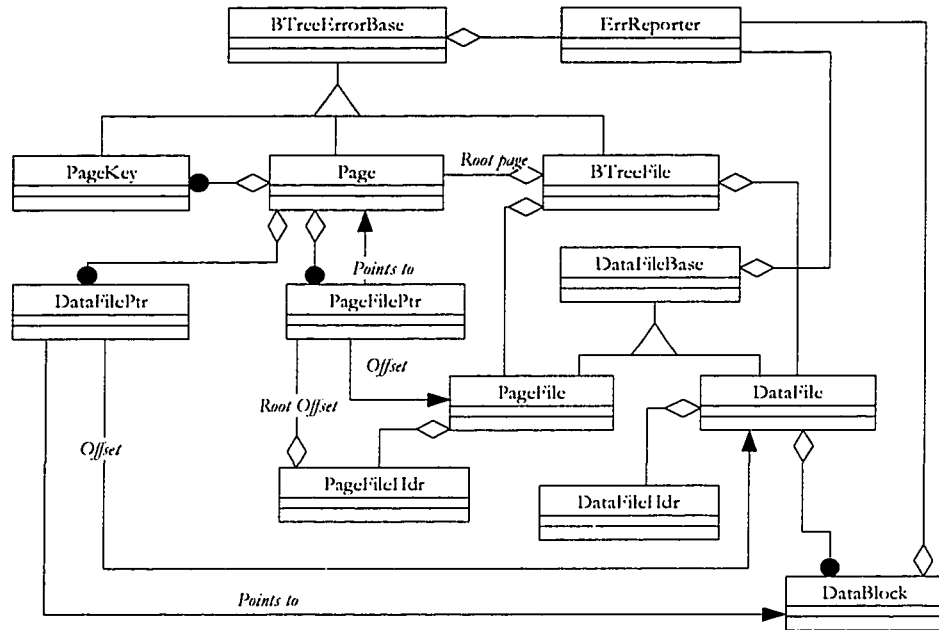 BTreeErrorBase
ErrReporter
PageKey
Page
Root page
BTreeFile
DataFileBase
Points to
DataFilePtr
PageFilePtr
Offset
PageFile
DataFile
Root Offset
Offset
PageFileHdr
DataFileHdr
DataBlock
Points to